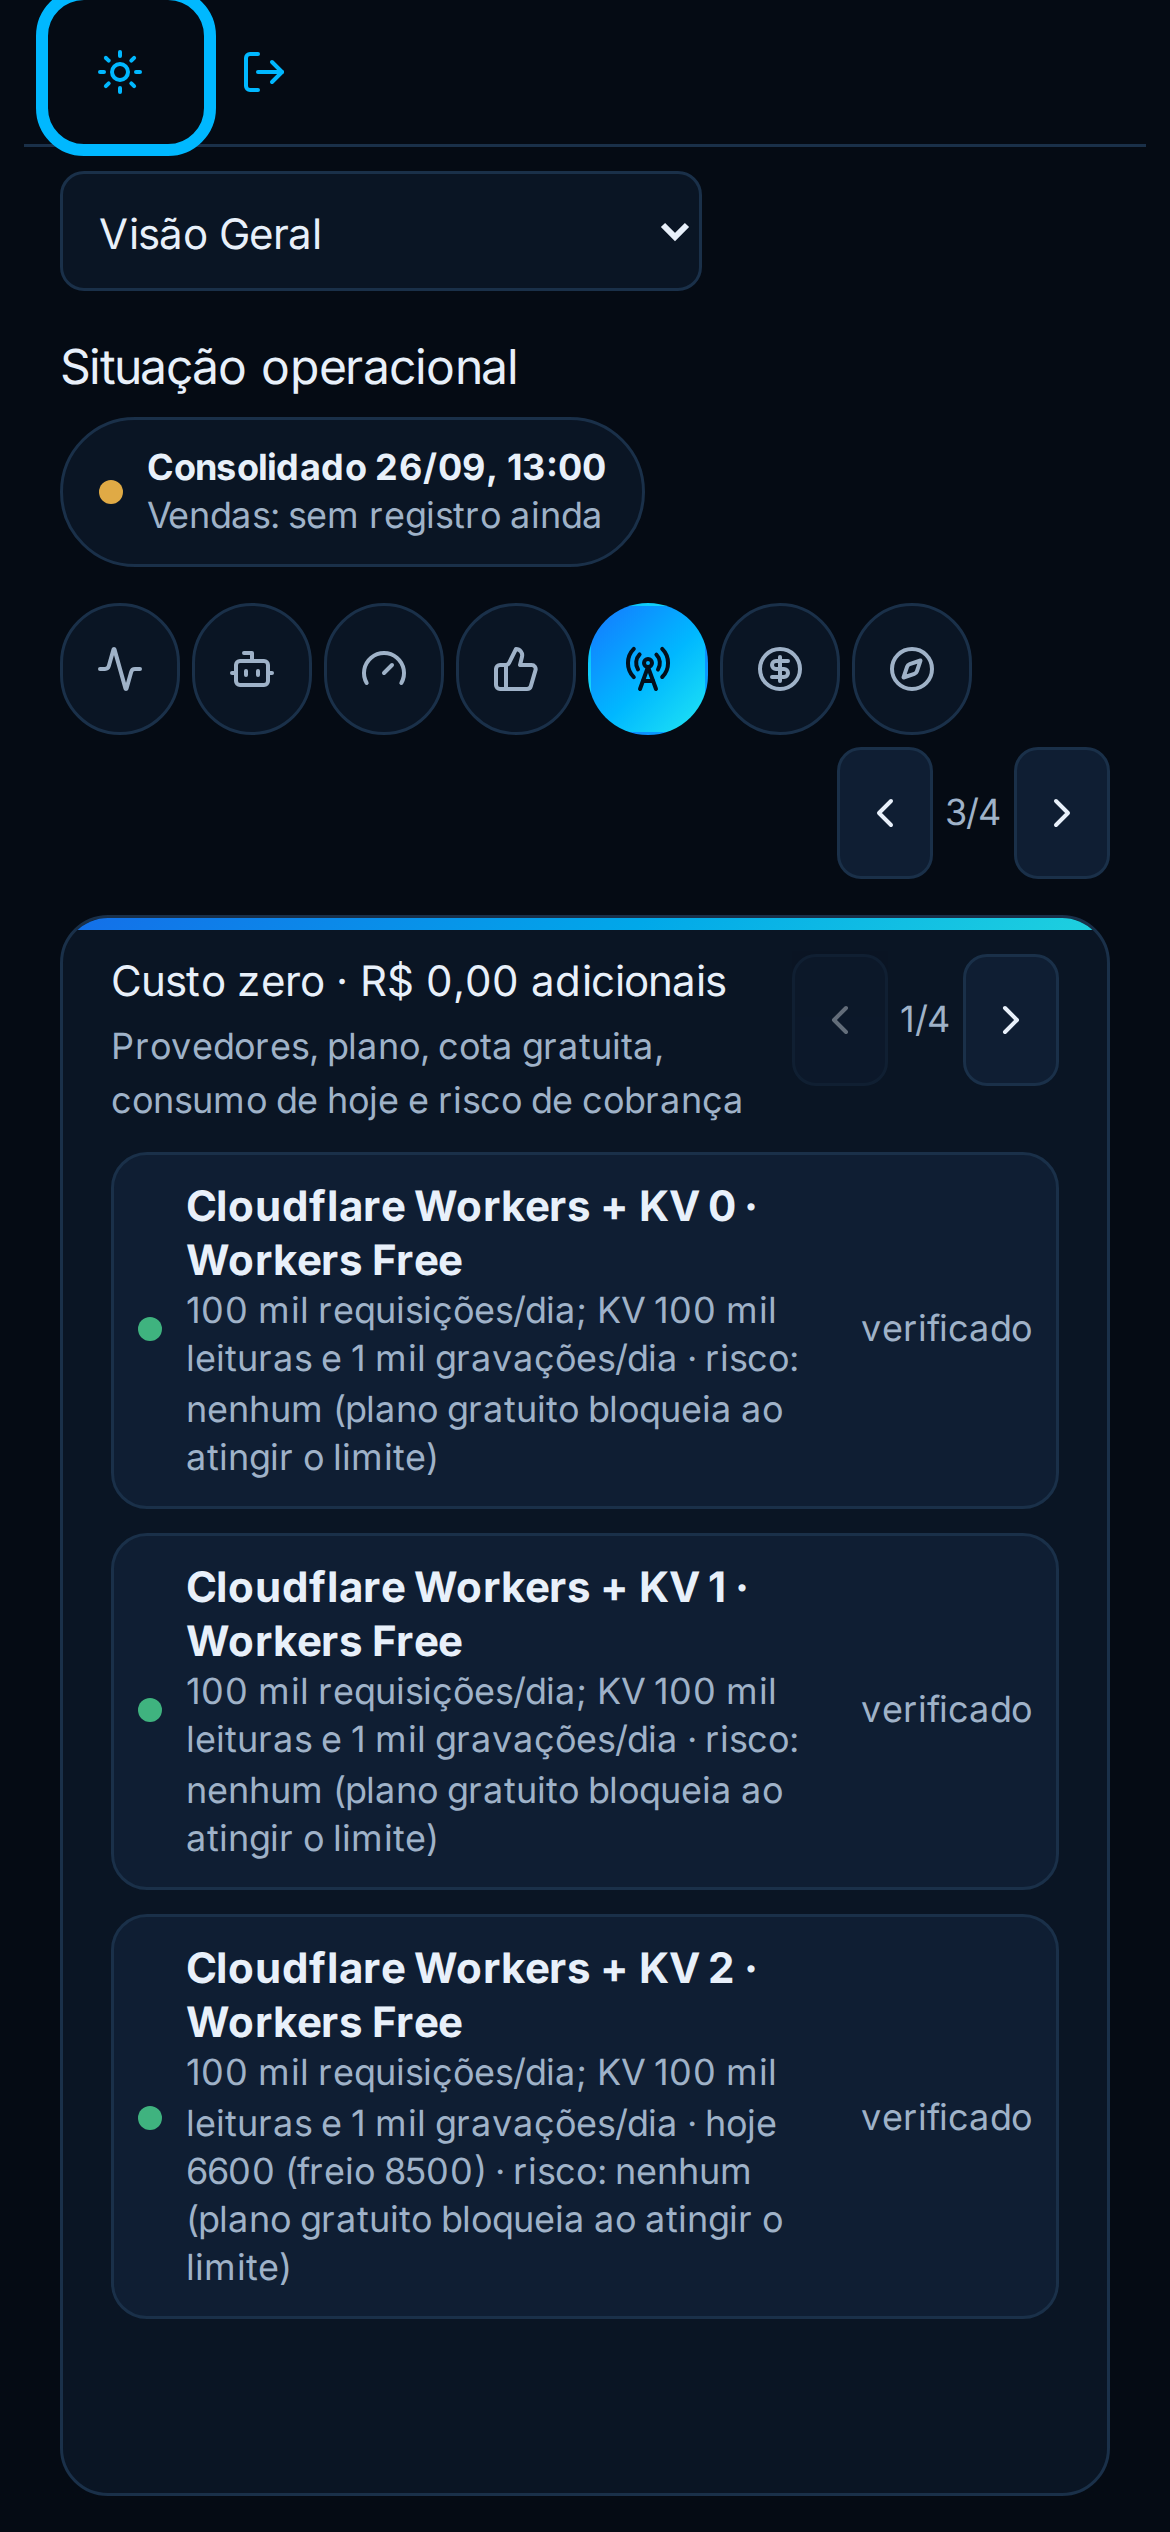 Visão Geral
Situação operacional
Consolidado 26/09, 13:00
Vendas: sem registro ainda
3/4
Custo zero · R$ 0,00 adicionais
1/4
Provedores, plano, cota gratuita,
consumo de hoje e risco de cobrança
Cloudflare Workers + KV 0 ·
Workers Free
100 mil requisições/dia; KV 100 mil
leituras e 1 mil gravações/dia · risco:
nenhum (plano gratuito bloqueia ao
atingir o limite)
verificado
Cloudflare Workers + KV 1 ·
Workers Free
100 mil requisições/dia; KV 100 mil
leituras e 1 mil gravações/dia · risco:
nenhum (plano gratuito bloqueia ao
atingir o limite)
verificado
Cloudflare Workers + KV 2 ·
Workers Free
100 mil requisições/dia; KV 100 mil
leituras e 1 mil gravações/dia · hoje
6600 (freio 8500) · risco: nenhum
(plano gratuito bloqueia ao atingir o
limite)
verificado